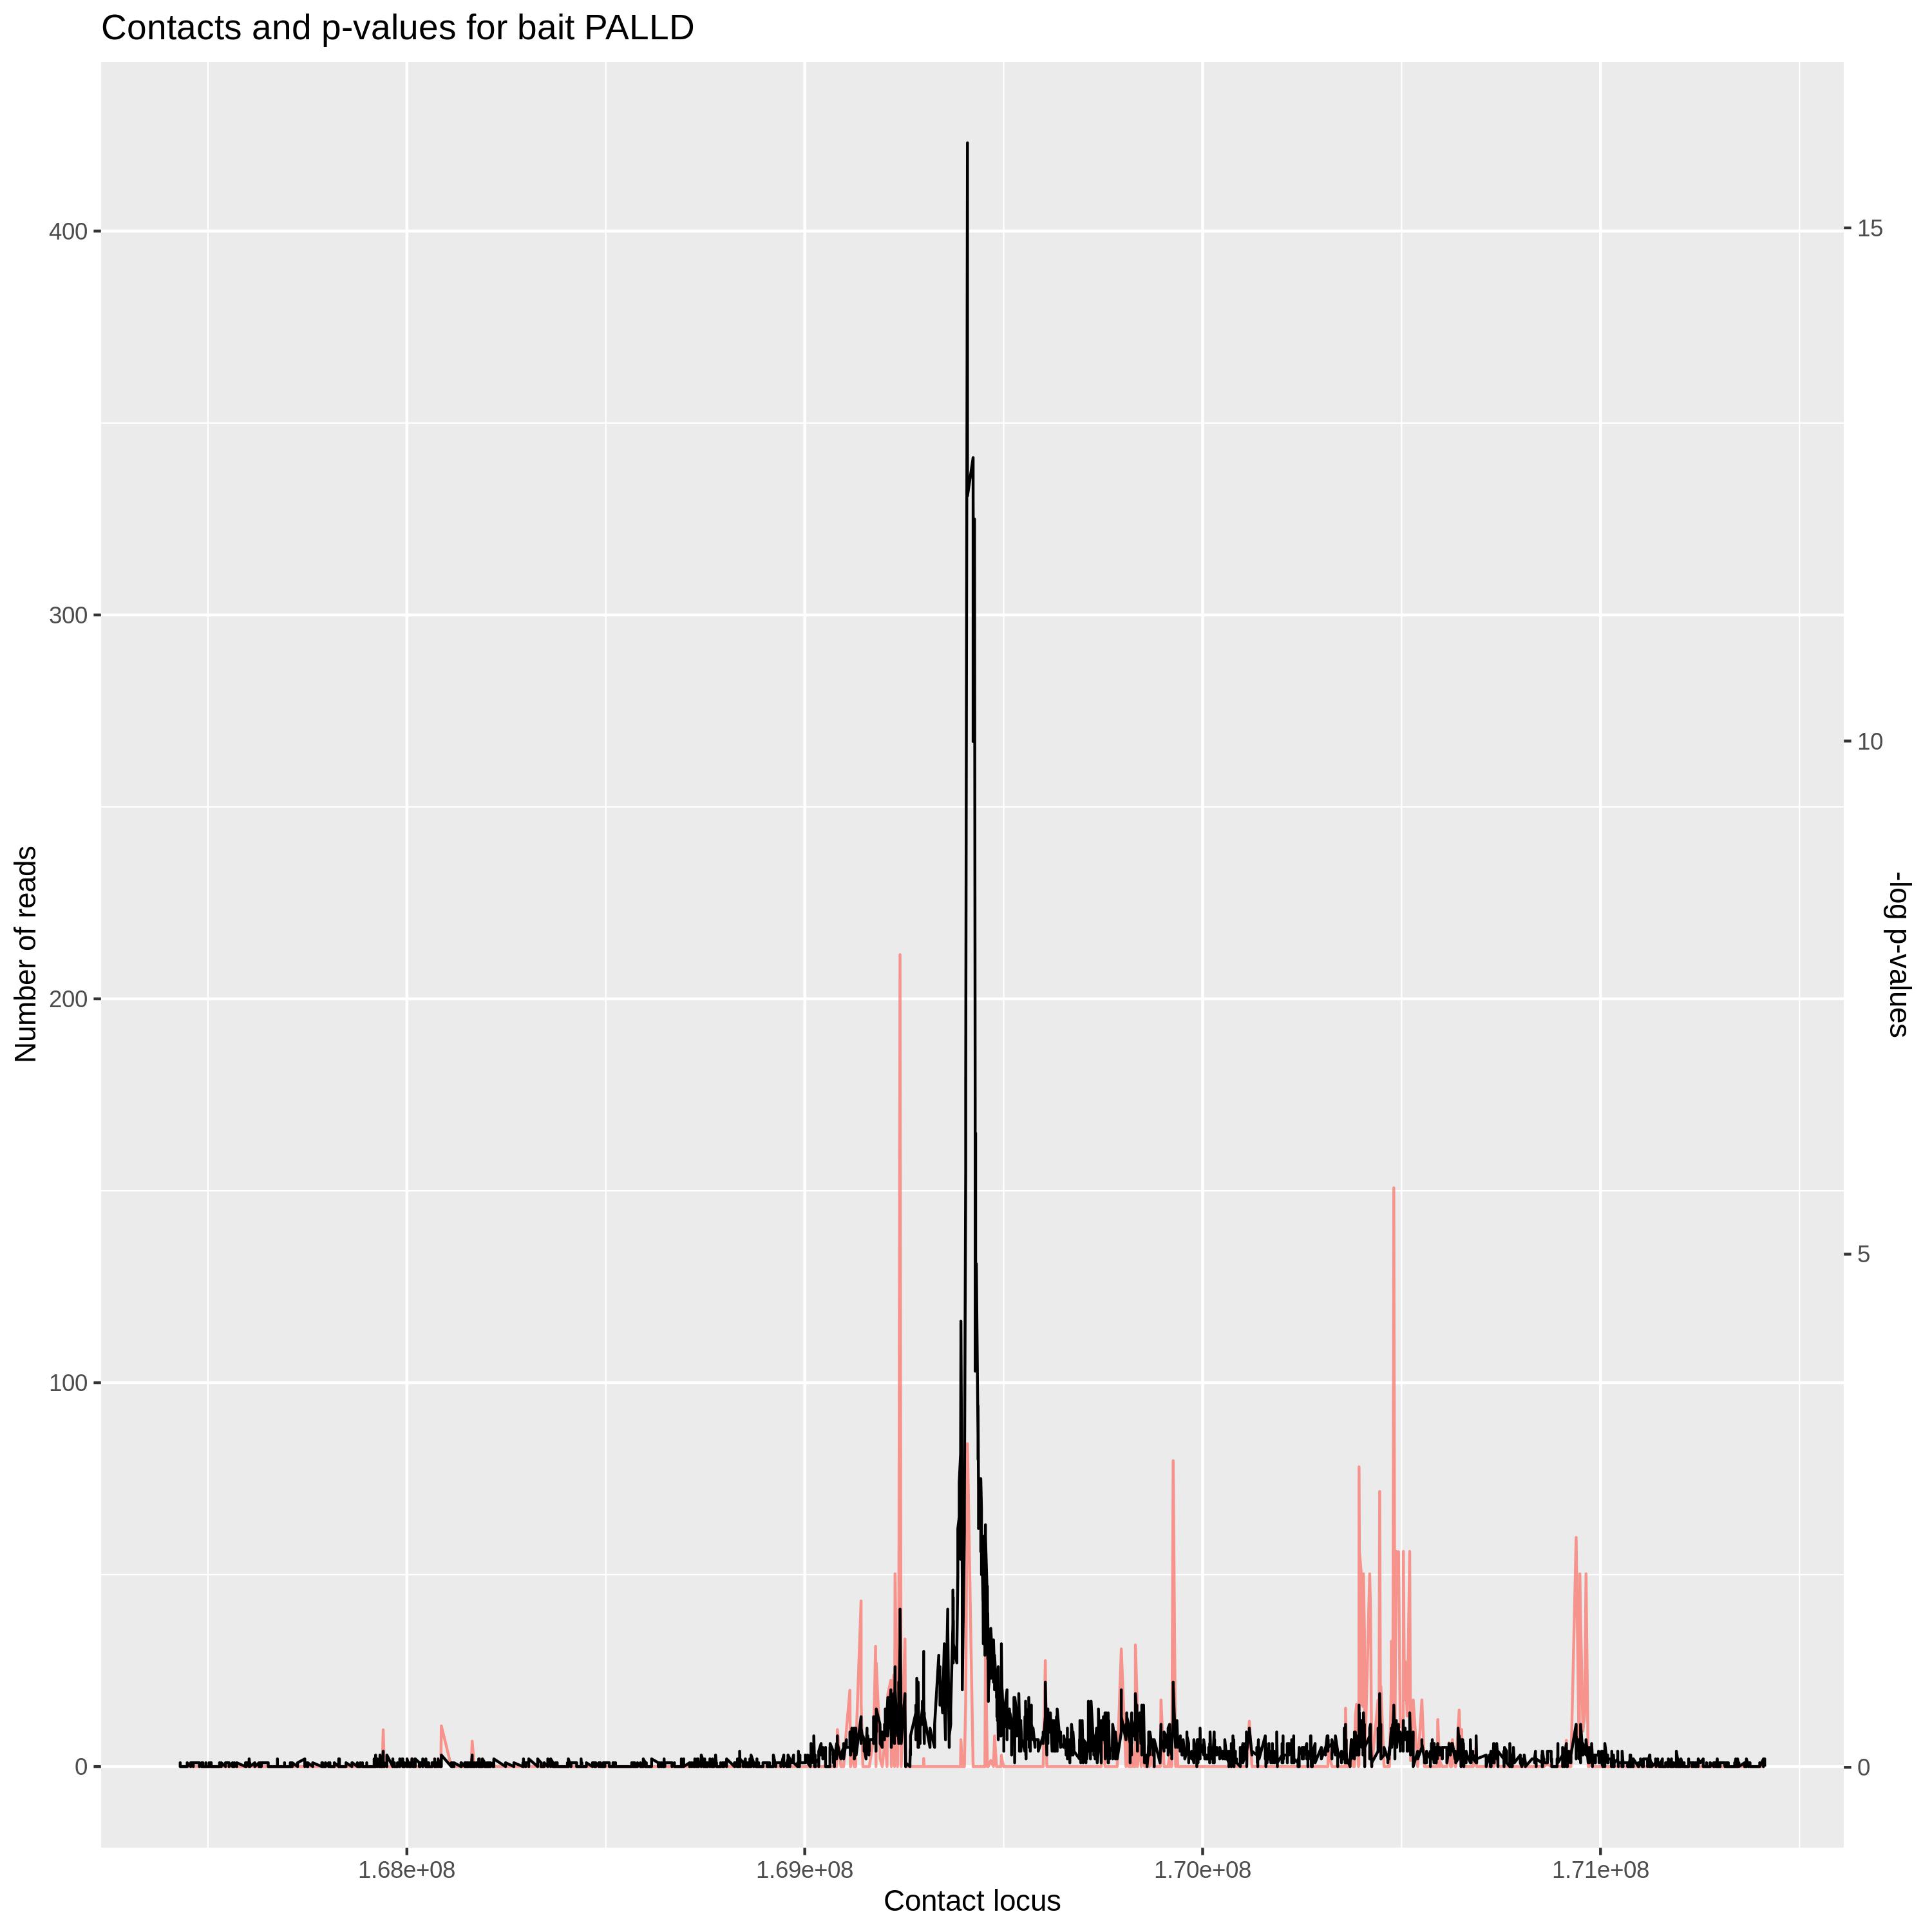 Contacts and p-values for bait PALLD
Number of reads
400
300
200
100
0
15
10
5
0
-log p-values
1.68e+08
1.69e+08
1.70e+08
1.71e+08
Contact locus